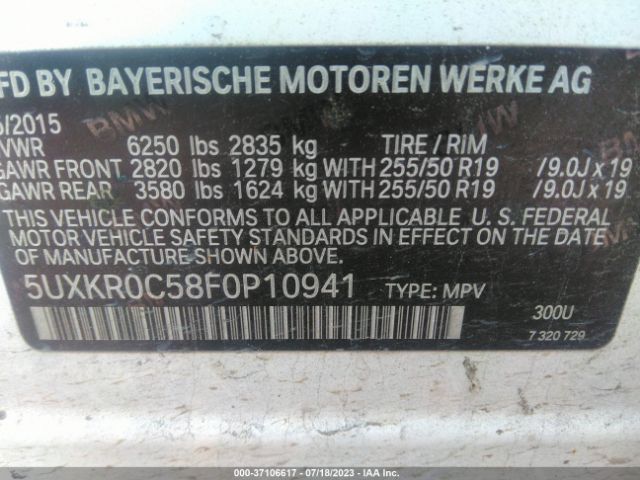 MFD BY BAYERISCHE MOTOREN WERKE AG
/2015
GVWR 6250 lbs 2835 kg TIRE / RIM
GAWR FRONT 2820 lbs 1279 kg WITH 255/50 R19 /9.0J x 19
GAWR REAR 3580 lbs 1624 kg WITH 255/50 R19 /9.0J x 19
THIS VEHICLE CONFORMS TO ALL APPLICABLE U. S. FEDERAL
MOTOR VEHICLE SAFETY STANDARDS IN EFFECT ON THE DATE
OF MANUFACTURE SHOWN ABOVE.
5UXKR0C58F0P10941 TYPE: MPV
300U
7 320 729
000-37106617 - 07/18/2023 - IAA, Inc.